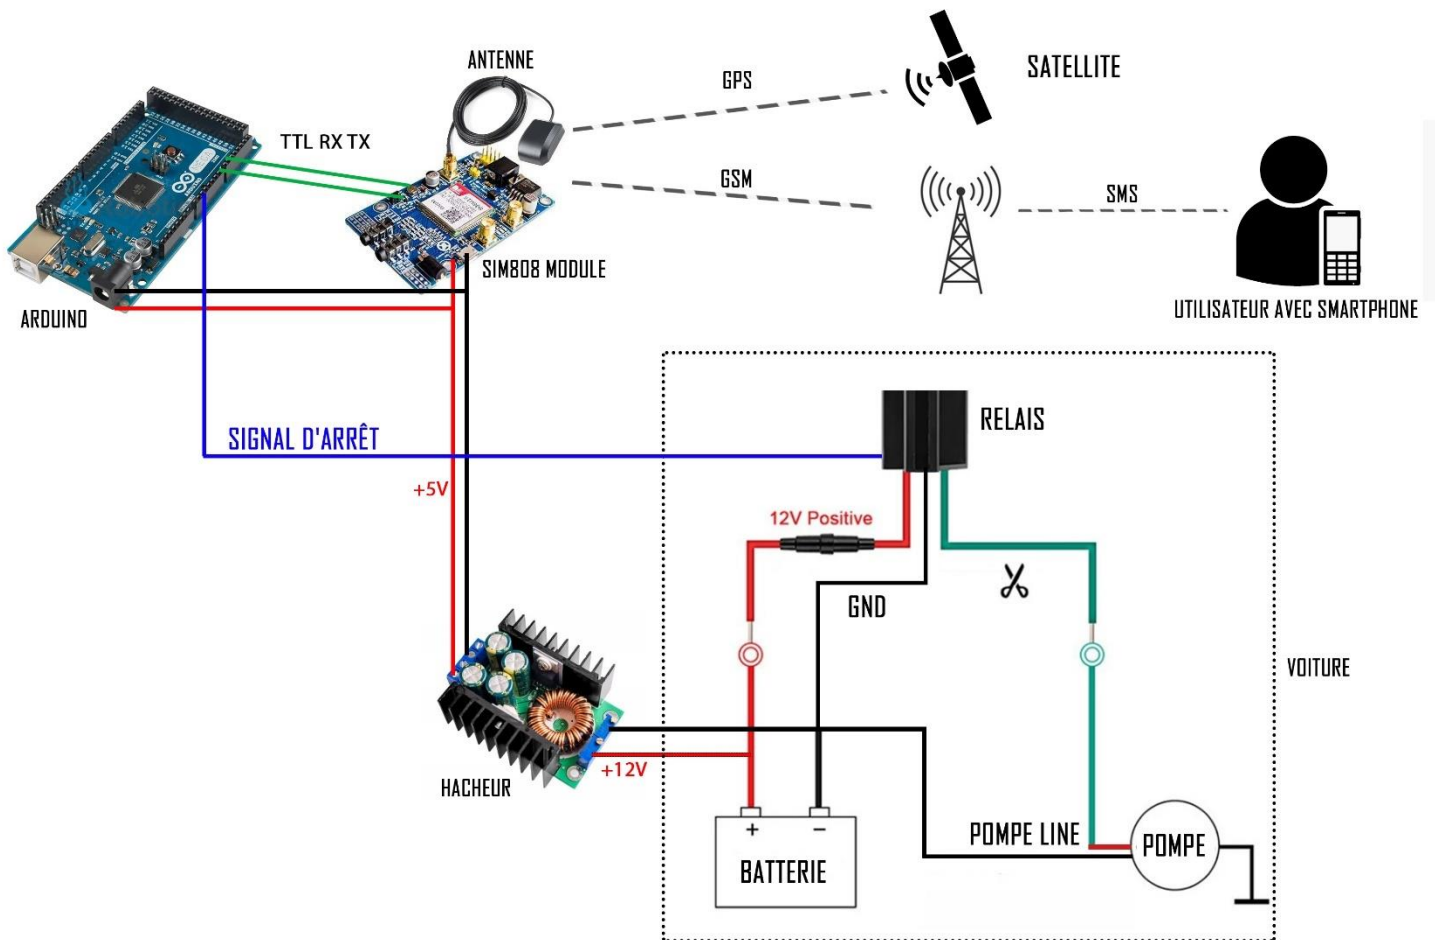 ANTENNE
GPS
SATELLITE
TTL RX TX
GSM
SMS
SIM808 MODULE
ARDUINO
UTILISATEUR AVEC SMARTPHONE
RELAIS
SIGNAL D'ARRÊT
+5V
12V Positive
GND
VOITURE
+12V
HACHEUR
+ −
POMPE LINE
POMPE
BATTERIE